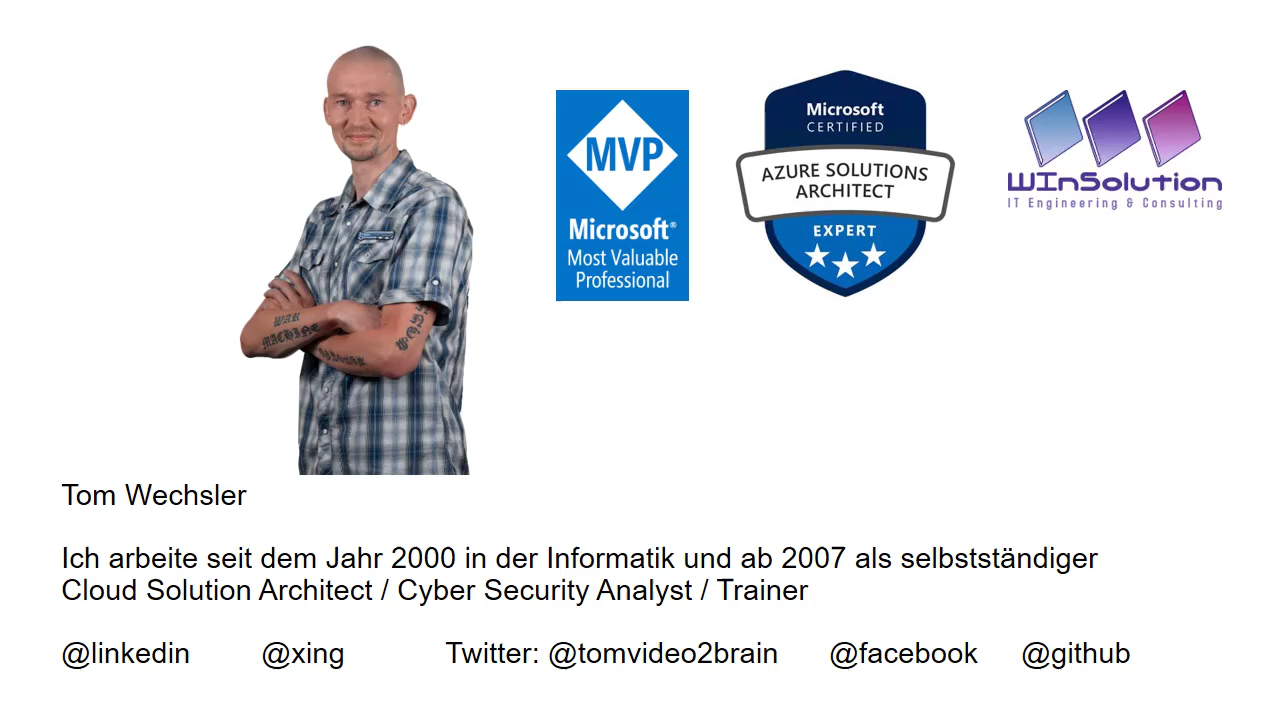 MVP
Microsoft®
Most Valuable
Professional
Microsoft
CERTIFIED
AZURE SOLUTIONS
ARCHITECT
EXPERT
WInSolution
IT Engineering & Consulting
WAR
MACHINE
Tom Wechsler
Ich arbeite seit dem Jahr 2000 in der Informatik und ab 2007 als selbstständiger
Cloud Solution Architect / Cyber Security Analyst / Trainer
@linkedin @xing Twitter: @tomvideo2brain @facebook @github